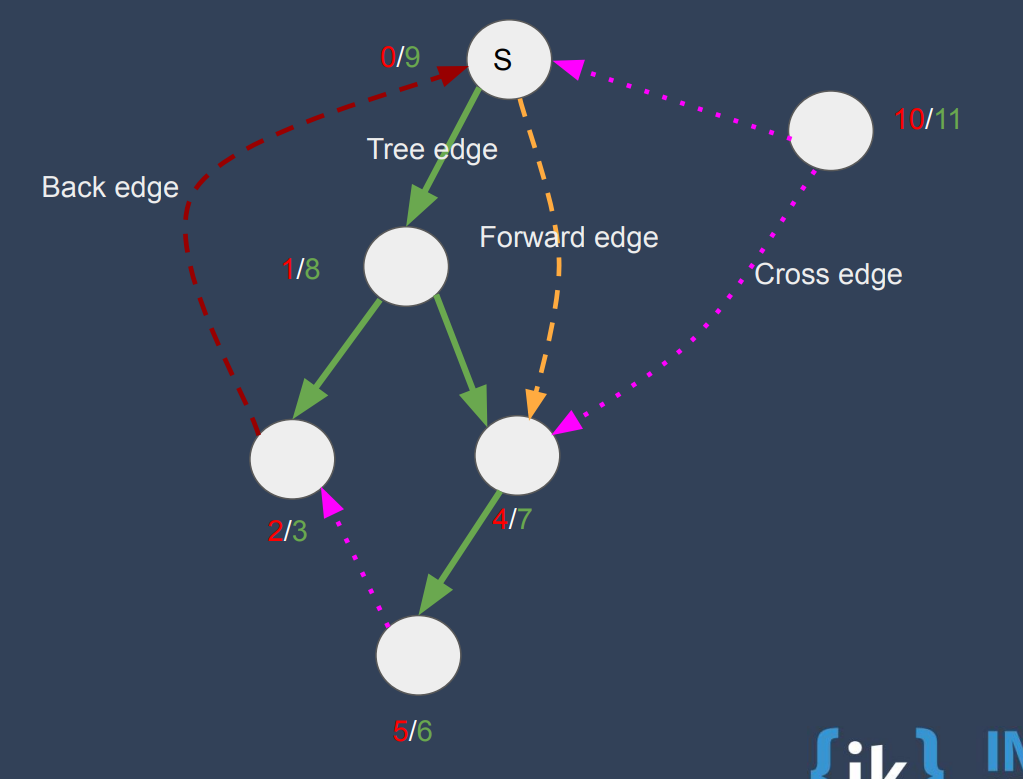 0/9
S
10/11
Tree edge
Back edge
Forward edge
1/8
Cross edge
4/7
2/3
5/6
{ik}